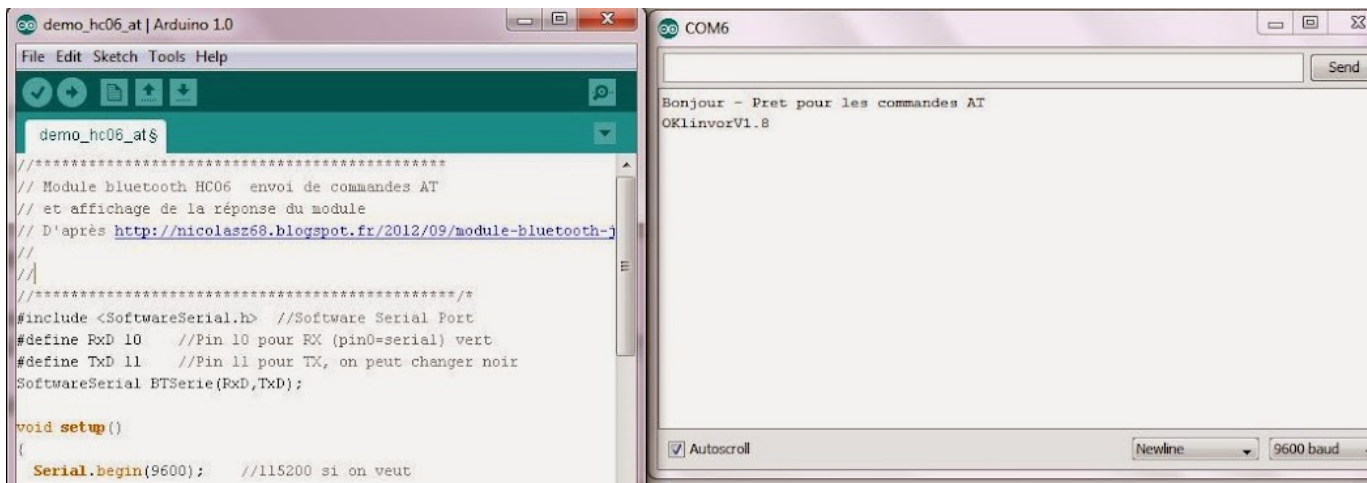 demo_hc06_at | Arduino 1.0
File Edit Sketch Tools Help
demo_hc06_at§
//**********************************************
// Module bluetooth HC06  envoi de commandes AT
// et affichage de la réponse du module
// D'après http://nicolasz68.blogspot.fr/2012/09/module-bluetooth-j
//
//
//***********************************************/*
#include <SoftwareSerial.h>  //Software Serial Port
#define RxD 10    //Pin 10 pour RX (pin0=serial) vert
#define TxD 11    //Pin 11 pour TX, on peut changer noir
SoftwareSerial BTSerie(RxD,TxD);
void setup()
{
  Serial.begin(9600);    //115200 si on veut
COM6
Send
Bonjour - Pret pour les commandes AT
OKlinvorV1.8
Autoscroll
Newline
9600 baud